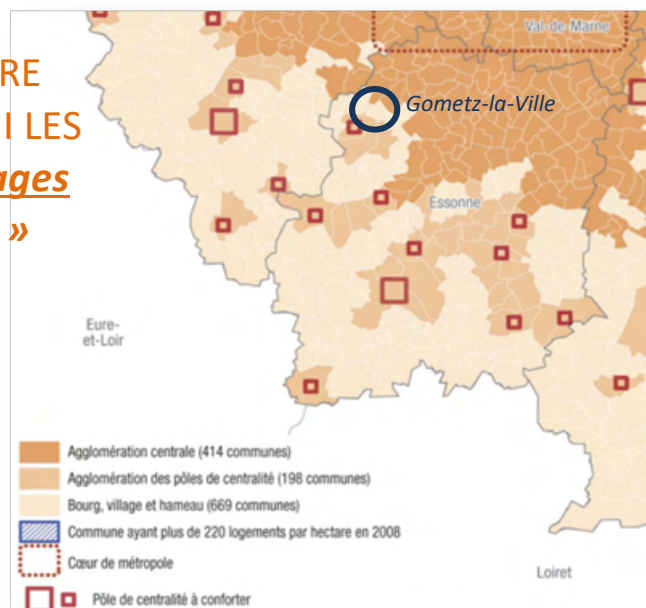 Val-de-Marne
RE
I LES
ages
»
Gometz-la-Ville
Essonne
Eure-
et-Loir
Agglomération centrale (414 communes)
Agglomération des pôles de centralité (198 communes)
Bourg, village et hameau (669 communes)
Commune ayant plus de 220 logements par hectare en 2008
Cœur de métropole
Loiret
Pôle de centralité à conforter